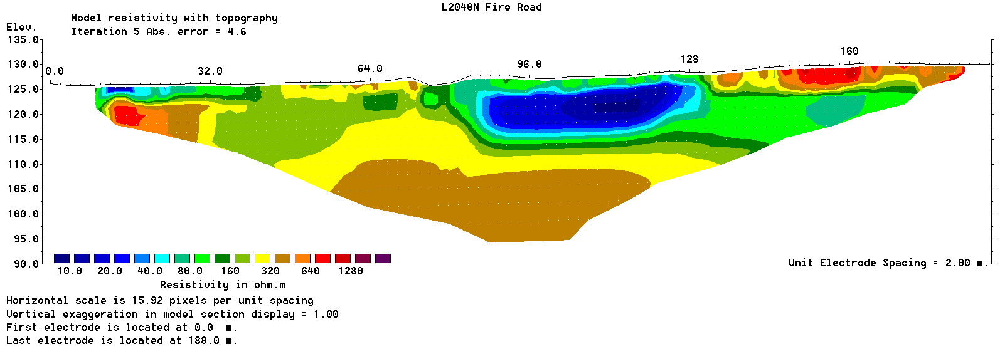 L2040N Fire Road
Model resistivity with topography
Iteration 5 Abs. error = 4.6
Elev.
135.0
130.0
125.0
120.0
115.0
110.0
105.0
100.0
95.0
90.0
0.0 32.0 64.0 96.0 128 160
10.0 20.0 40.0 80.0 160 320 640 1280
Resistivity in ohm.m
Unit Electrode Spacing = 2.00 m.
Horizontal scale is 15.92 pixels per unit spacing
Vertical exaggeration in model section display = 1.00
First electrode is located at 0.0 m.
Last electrode is located at 188.0 m.